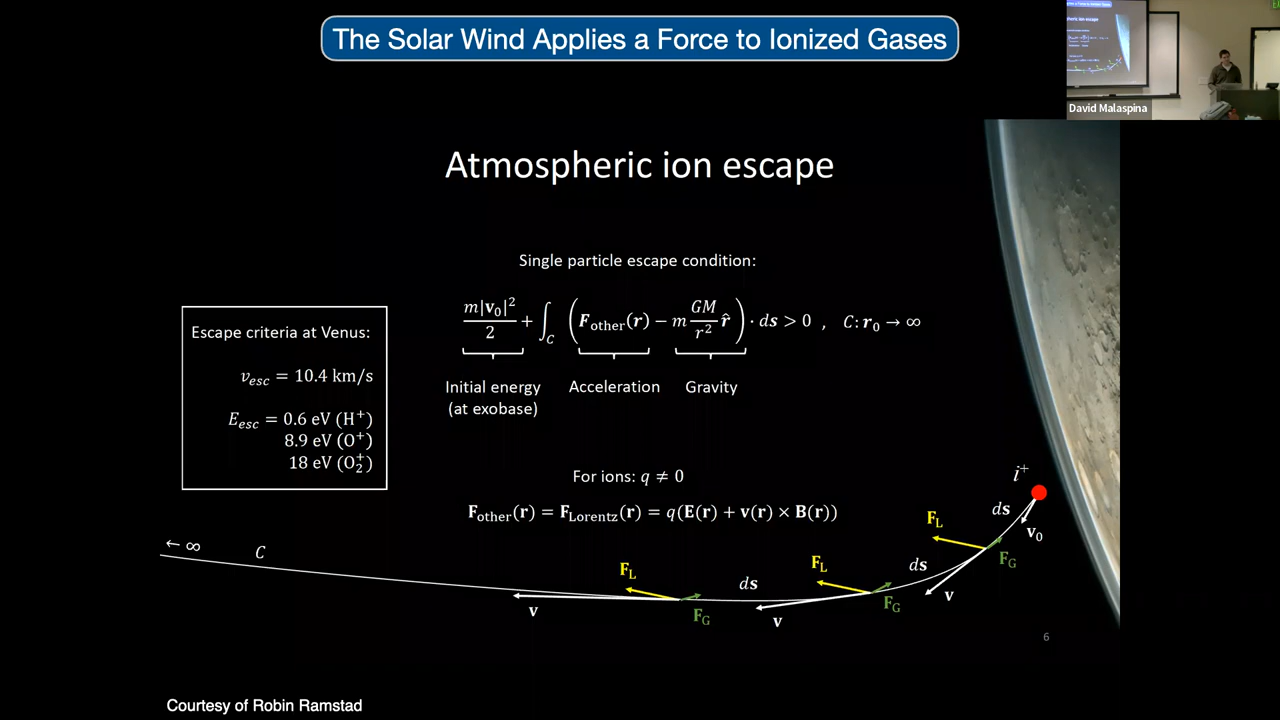 The Solar Wind Applies a Force to Ionized Gases
David Malaspina
Atmospheric ion escape
Single particle escape condition:
m|v₀|²/2 + ∫_C (F_other(r) − m GM/r² r̂) · ds > 0 , C: r₀ → ∞
Initial energy (at exobase)
Acceleration
Gravity
Escape criteria at Venus:
v_esc = 10.4 km/s
E_esc = 0.6 eV (H⁺)
8.9 eV (O⁺)
18 eV (O₂⁺)
For ions: q ≠ 0
F_other(r) = F_Lorentz(r) = q(E(r) + v(r) × B(r))
i⁺
ds
v₀
F_L
F_G
ds
v
F_L
F_G
ds
v
F_L
F_G
v
← ∞
C
6
Courtesy of Robin Ramstad